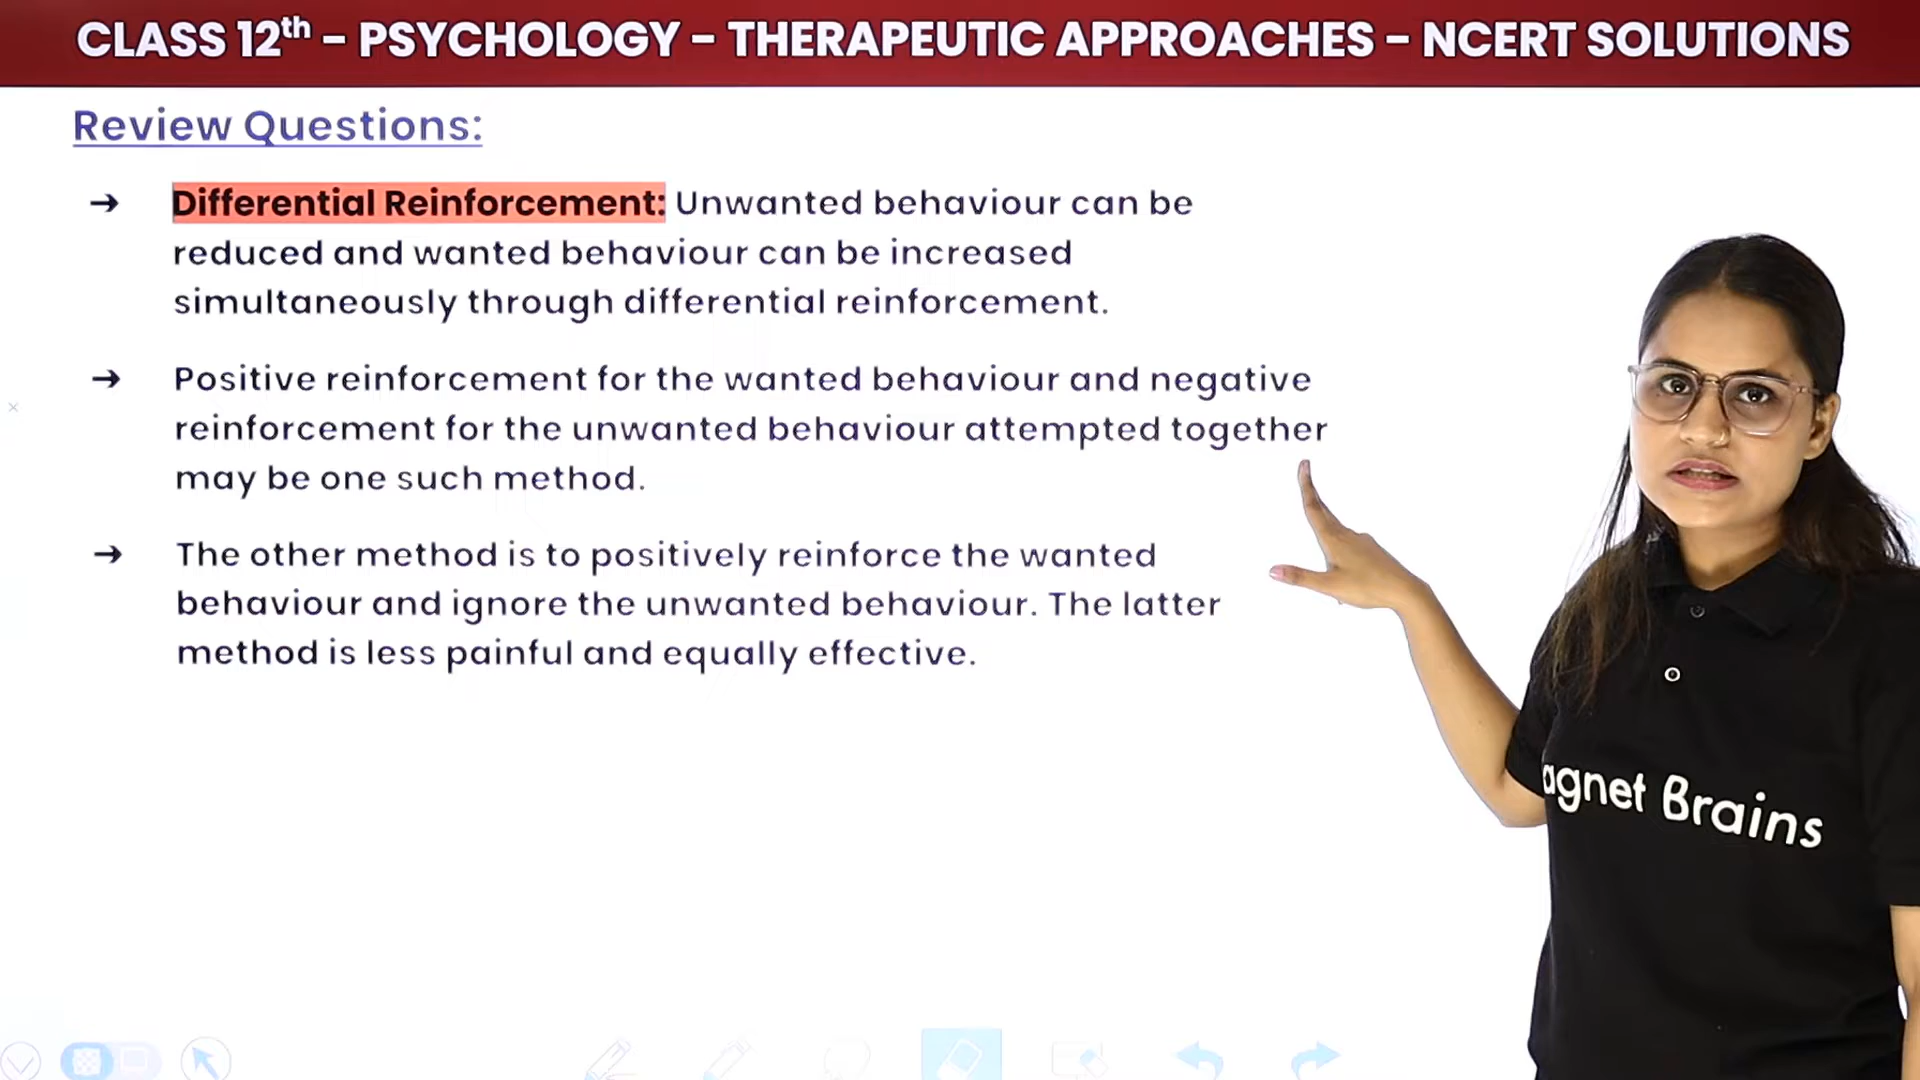 CLASS 12th – PSYCHOLOGY – THERAPEUTIC APPROACHES – NCERT SOLUTIONS
Review Questions:
➔ Differential Reinforcement: Unwanted behaviour can be
reduced and wanted behaviour can be increased
simultaneously through differential reinforcement.
➔ Positive reinforcement for the wanted behaviour and negative
reinforcement for the unwanted behaviour attempted together
may be one such method.
➔ The other method is to positively reinforce the wanted
behaviour and ignore the unwanted behaviour. The latter
method is less painful and equally effective.
agnet Brains